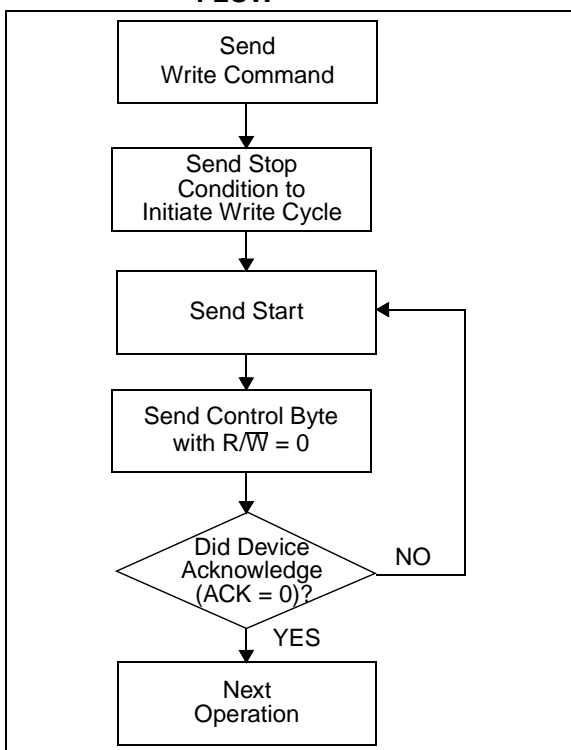 FLOW
Send
Write Command
Send Stop
Condition to
Initiate Write Cycle
Send Start
Send Control Byte
with R/W̅ = 0
Did Device
Acknowledge
(ACK = 0)?
NO
YES
Next
Operation